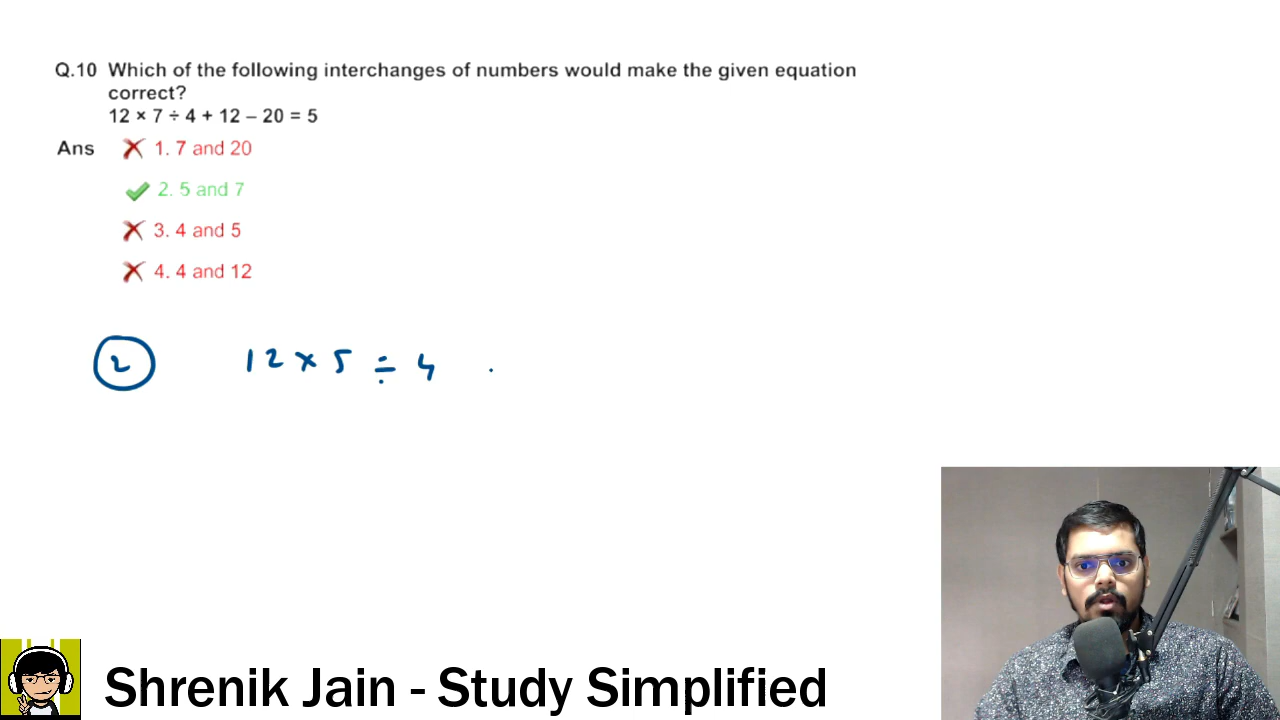 Q.10 Which of the following interchanges of numbers would make the given equation
correct?
12 × 7 ÷ 4 + 12 – 20 = 5
Ans 1. 7 and 20
2. 5 and 7
3. 4 and 5
4. 4 and 12
2 12 × 5 ÷ 4
Shrenik Jain - Study Simplified